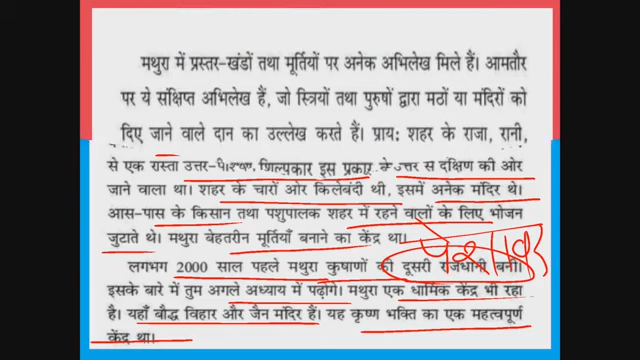 मथुरा में प्रस्तर-खंडों तथा मूर्तियों पर अनेक अभिलेख मिले हैं। आमतौर
पर ये संक्षिप्त अभिलेख हैं, जो स्त्रियों तथा पुरुषों द्वारा मठों या मंदिरों को
दिए जाने वाले दान का उल्लेख करते हैं। प्रायः शहर के राजा, रानी,
से एक रास्ता उत्तर- शिल्पकार इस प्रकार उत्तर से दक्षिण की ओर
जाने वाला था। शहर के चारों ओर किलेबंदी थी, इसमें अनेक मंदिर थे।
आस-पास के किसान तथा पशुपालक शहर में रहने वालों के लिए भोजन
जुटाते थे। मथुरा बेहतरीन मूर्तियाँ बनाने का केंद्र था।
पेशावर
लगभग 2000 साल पहले मथुरा कुषाणों की दूसरी राजधानी बनी।
इसके बारे में तुम अगले अध्याय में पढ़ोगे। मथुरा एक धार्मिक केंद्र भी रहा
है। यहाँ बौद्ध विहार और जैन मंदिर हैं। यह कृष्ण भक्ति का एक महत्वपूर्ण
केंद्र था।